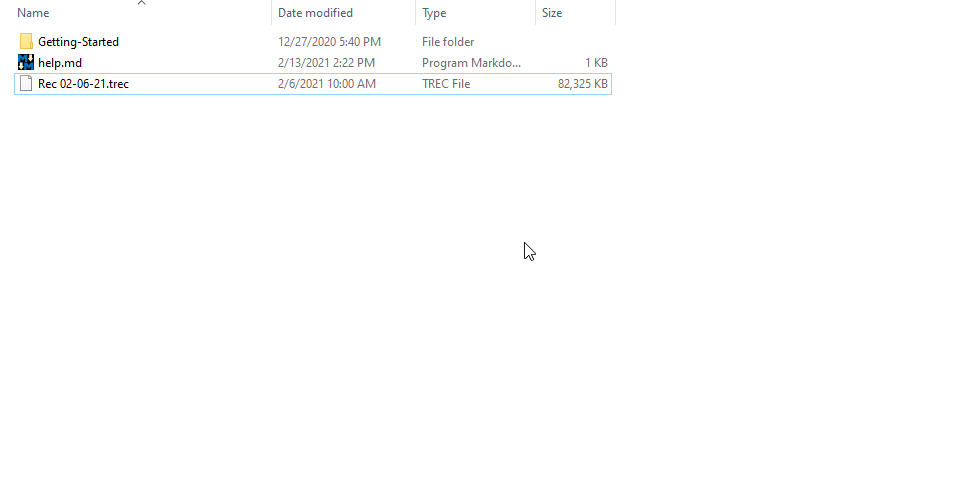 Name Date modified Type Size
Getting-Started 12/27/2020 5:40 PM File folder
help.md 2/13/2021 2:22 PM Program Markdo... 1 KB
Rec 02-06-21.trec 2/6/2021 10:00 AM TREC File 82,325 KB